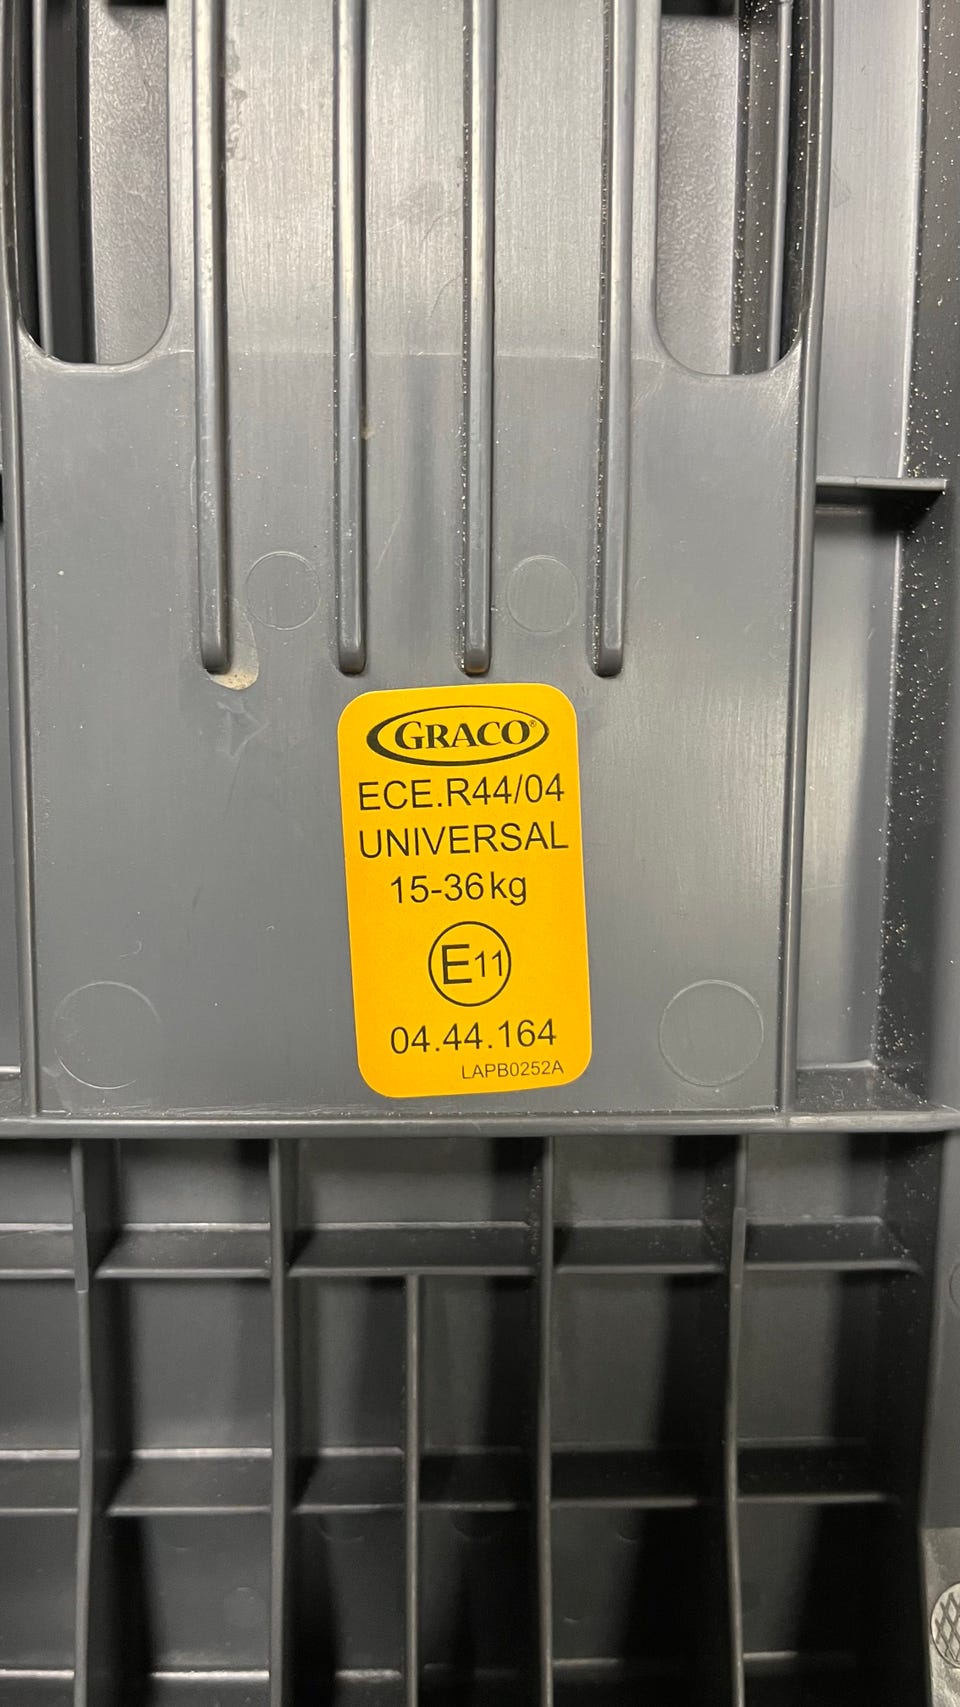 GRACO®
ECE.R44/04
UNIVERSAL
15-36kg
E11
04.44.164
LAPB0252A